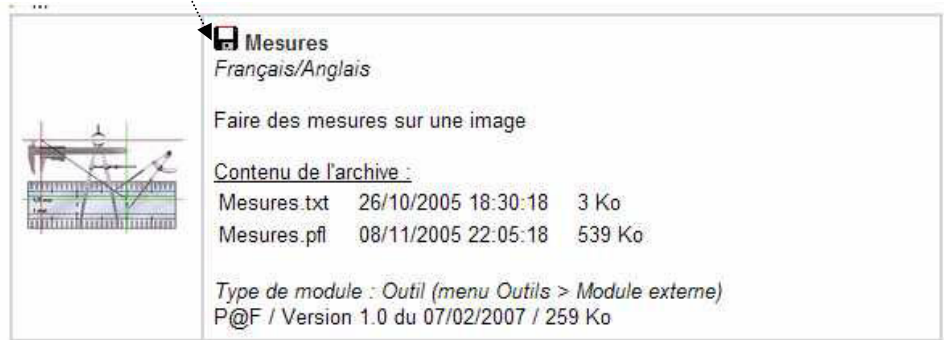 ...
Mesures
Français/Anglais
Faire des mesures sur une image
Contenu de l'archive :
Mesures.txt 26/10/2005 18:30:18 3 Ko
Mesures.pfl 08/11/2005 22:05:18 539 Ko
Type de module : Outil (menu Outils > Module externe)
P@F / Version 1.0 du 07/02/2007 / 259 Ko